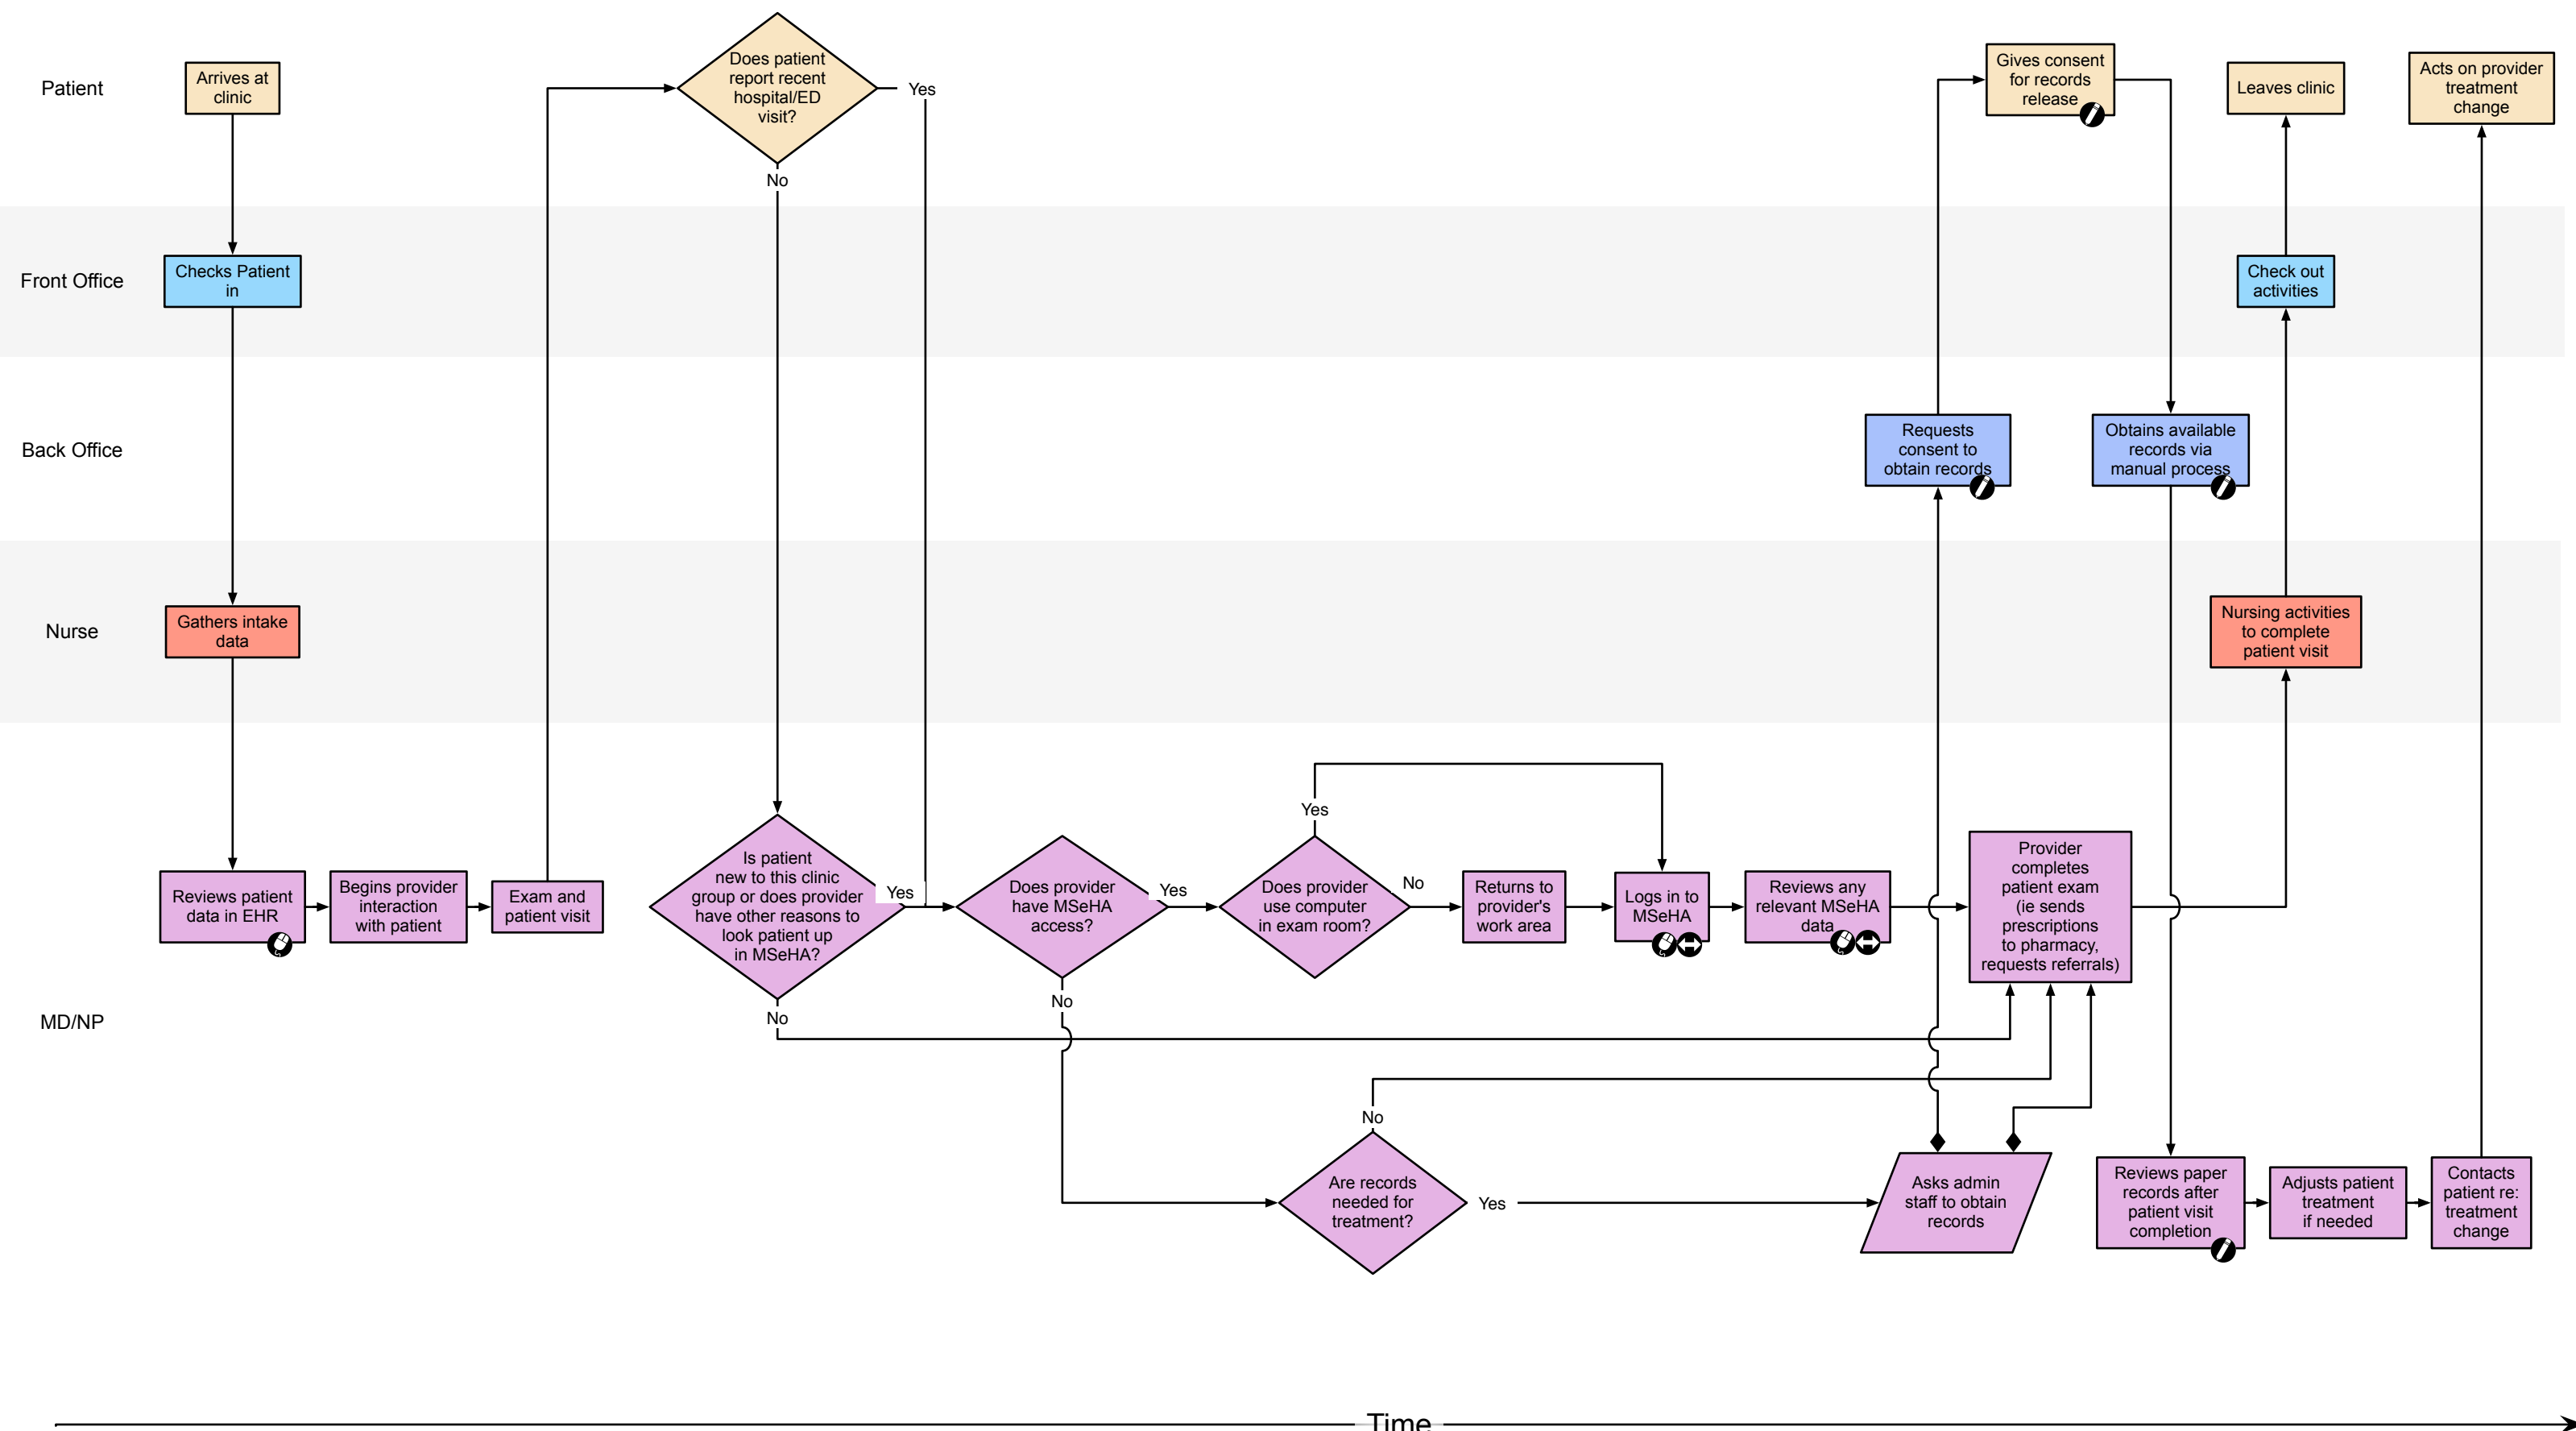 Patient
Arrives at
clinic
Does patient
report recent
hospital/ED
visit?
Yes
No
Gives consent
for records
release
Leaves clinic
Acts on provider
treatment
change
Front Office
Checks Patient
in
Check out
activities
Back Office
Requests
consent to
obtain records
Obtains available
records via
manual process
Nurse
Gathers intake
data
Nursing activities
to complete
patient visit
MD/NP
Reviews patient
data in EHR
Begins provider
interaction
with patient
Exam and
patient visit
Is patient
new to this clinic
group or does provider
have other reasons to
look patient up
in MSeHA?
Yes
No
Does provider
have MSeHA
access?
Yes
No
Does provider
use computer
in exam room?
Yes
No
Returns to
provider's
work area
Logs in to
MSeHA
Reviews any
relevant MSeHA
data
Provider
completes
patient exam
(ie sends
prescriptions
to pharmacy,
requests referrals)
No
Are records
needed for
treatment?
Yes
Asks admin
staff to obtain
records
Reviews paper
records after
patient visit
completion
Adjusts patient
treatment
if needed
Contacts
patient re:
treatment
change
Time